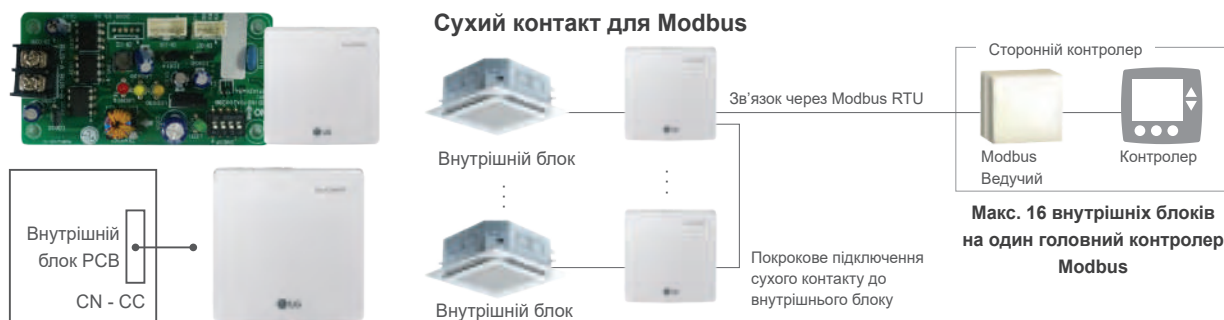 Сухий контакт для Modbus
Внутрішній
блок PCB
CN - CC
LG
Внутрішній блок
LG
Зв'язок через Modbus RTU
Сторонній контролер
Modbus
Ведучий
Контролер
Внутрішній блок
Покрокове підключення
сухого контакту до
внутрішнього блоку
Макс. 16 внутрішніх блоків
на один головний контролер
Modbus